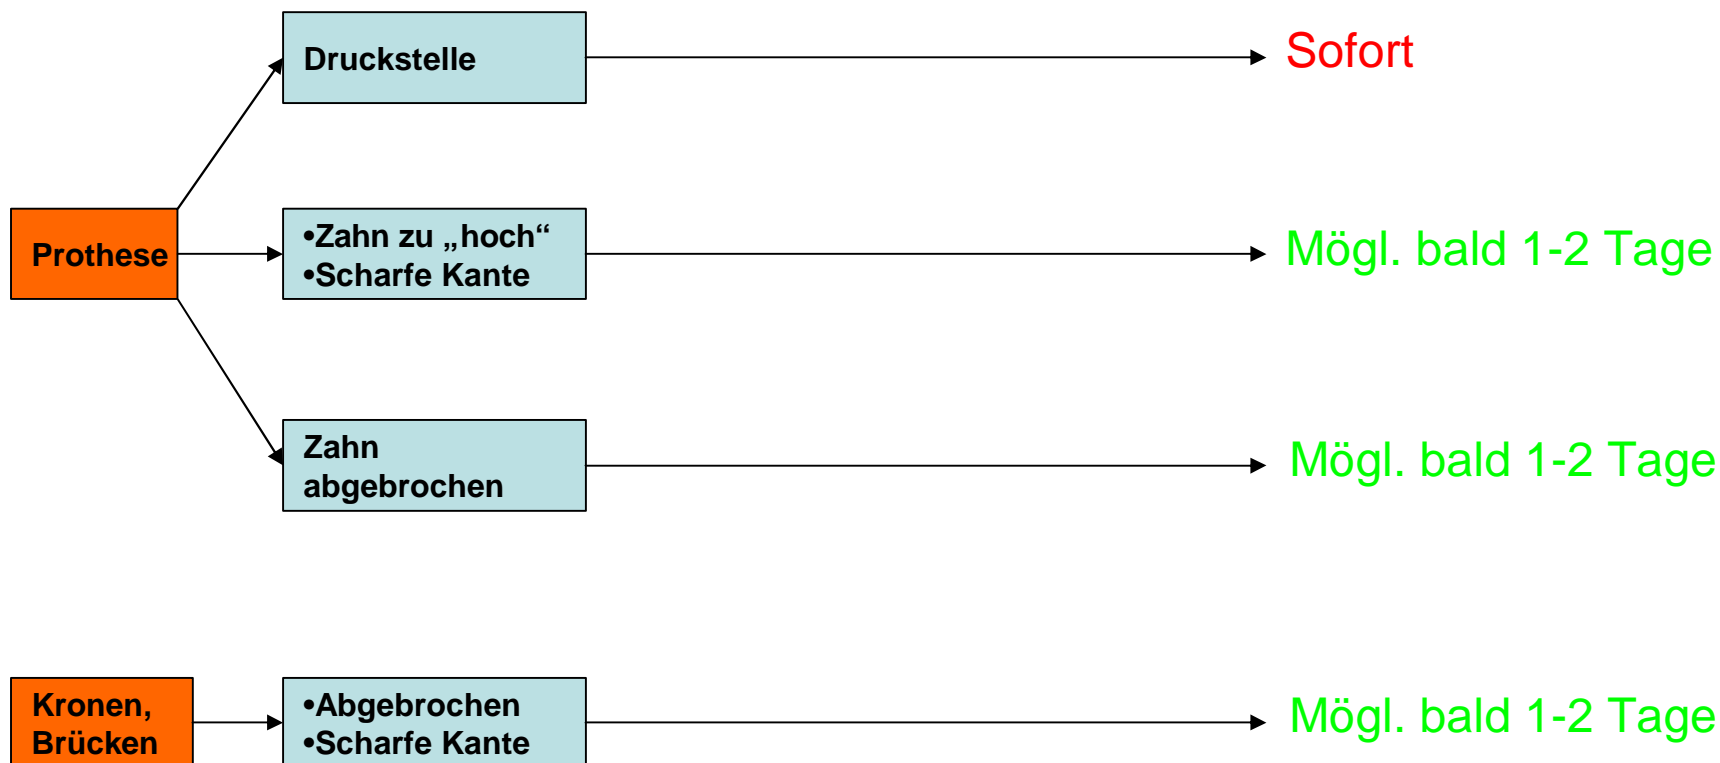 Druckstelle
Sofort
Prothese
•Zahn zu „hoch“
•Scharfe Kante
Mögl. bald 1-2 Tage
Zahn
abgebrochen
Mögl. bald 1-2 Tage
Kronen,
Brücken
•Abgebrochen
•Scharfe Kante
Mögl. bald 1-2 Tage